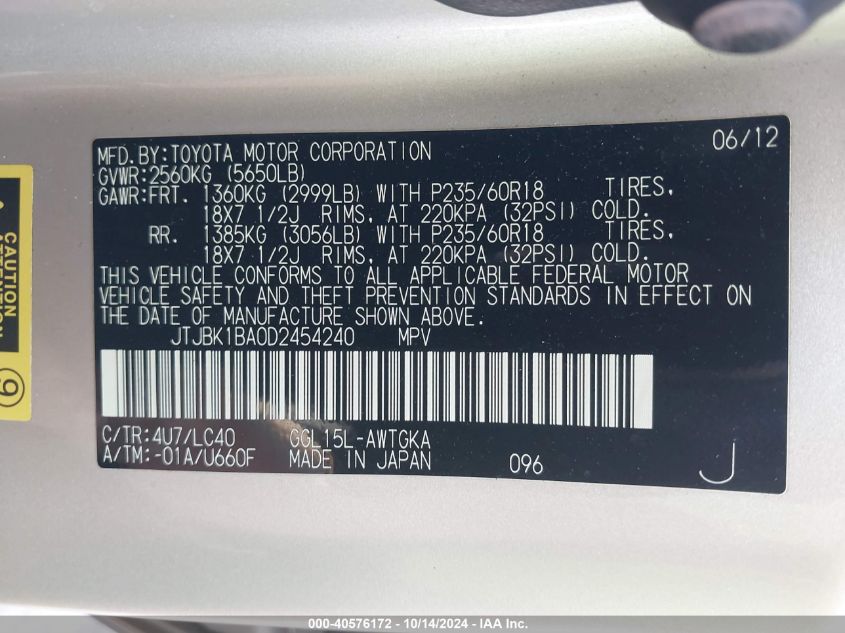 06/12
MFD.BY:TOYOTA MOTOR CORPORATION
GVWR:2560KG (5650LB)
GAWR:FRT. 1360KG (2999LB) WITH P235/60R18 TIRES,
18X7 1/2J RIMS, AT 220KPA (32PSI) COLD.
RR. 1385KG (3056LB) WITH P235/60R18 TIRES,
18X7 1/2J RIMS, AT 220KPA (32PSI) COLD.
THIS VEHICLE CONFORMS TO ALL APPLICABLE FEDERAL MOTOR
VEHICLE SAFETY AND THEFT PREVENTION STANDARDS IN EFFECT ON
THE DATE OF MANUFACTURE SHOWN ABOVE.
JTJBK1BA0D2454240 MPV
C/TR:4U7/LC40 GGL15L-AWTGKA
A/TM:-01A/U660F MADE IN JAPAN 096 J
CAUTION
ATTENTION
9
000-40576172 - 10/14/2024 - IAA Inc.